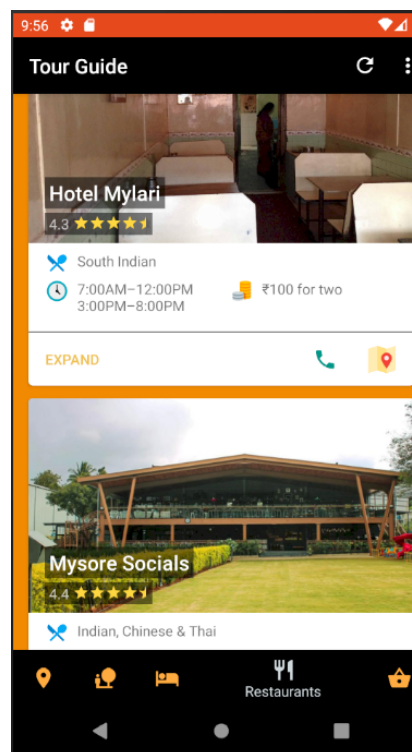 9:56
Tour Guide
Hotel Mylari
4.3
South Indian
7:00AM–12:00PM
3:00PM–8:00PM
₹100 for two
EXPAND
Mysore Socials
4.4
Indian, Chinese & Thai
Restaurants